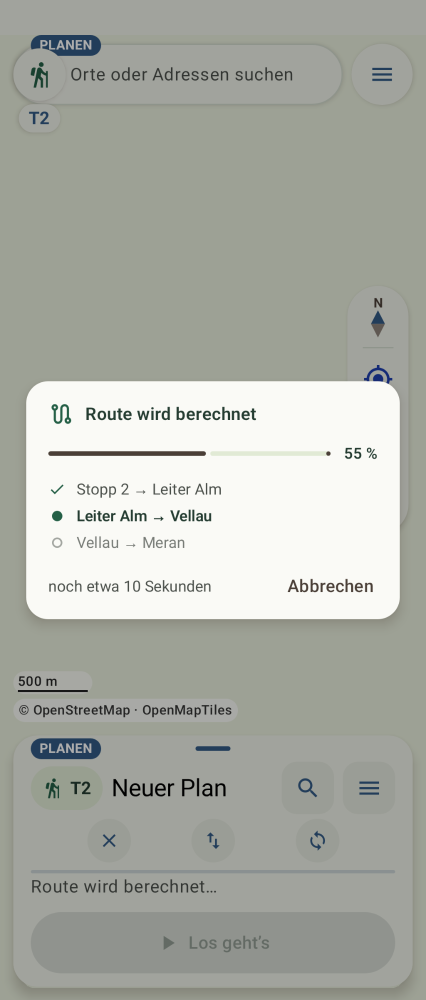 PLANEN
Orte oder Adressen suchen
T2
N
Route wird berechnet
55 %
Stopp 2 → Leiter Alm
Leiter Alm → Vellau
Vellau → Meran
noch etwa 10 Sekunden
Abbrechen
500 m
© OpenStreetMap · OpenMapTiles
PLANEN
T2 Neuer Plan
Route wird berechnet…
Los geht’s